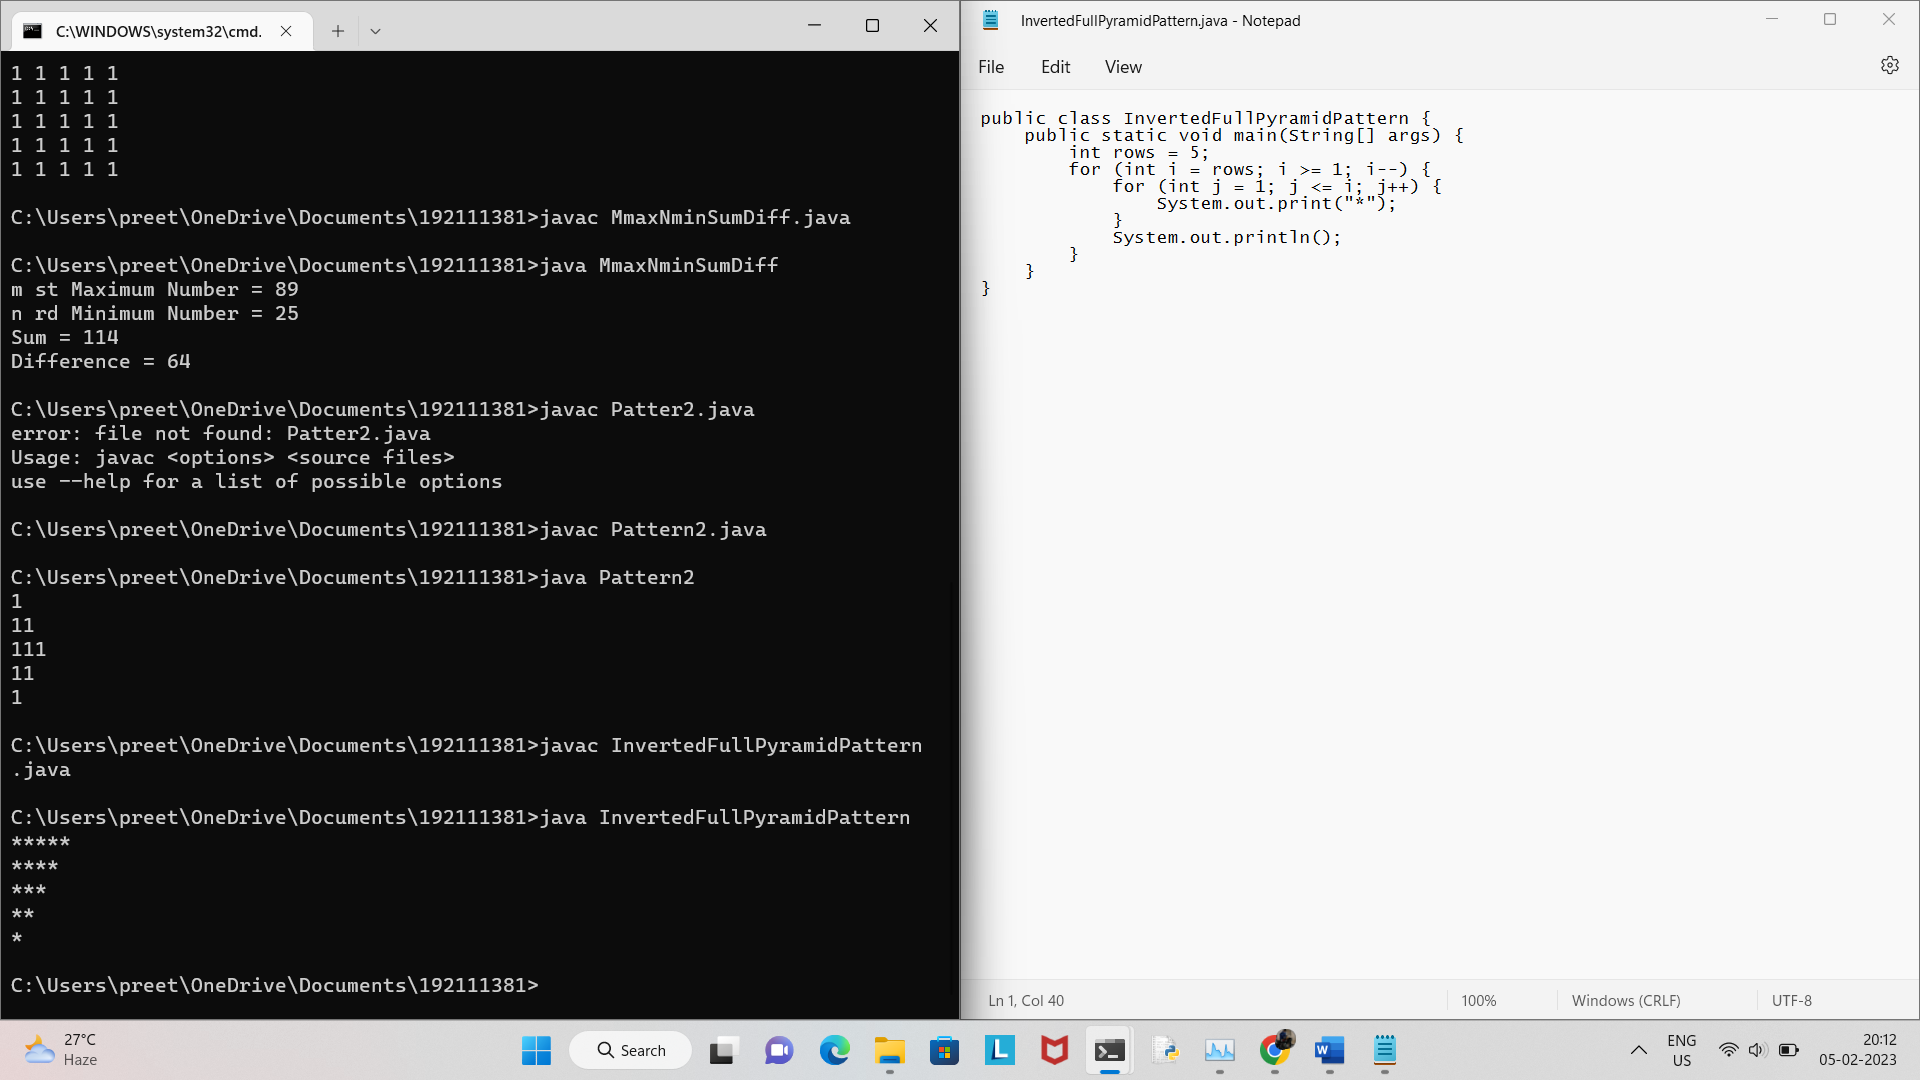 C:\WINDOWS\system32\cmd.
1 1 1 1 1
1 1 1 1 1
1 1 1 1 1
1 1 1 1 1
1 1 1 1 1
C:\Users\preet\OneDrive\Documents\192111381>javac MmaxNminSumDiff.java
C:\Users\preet\OneDrive\Documents\192111381>java MmaxNminSumDiff
m st Maximum Number = 89
n rd Minimum Number = 25
Sum = 114
Difference = 64
C:\Users\preet\OneDrive\Documents\192111381>javac Patter2.java
error: file not found: Patter2.java
Usage: javac <options> <source files>
use --help for a list of possible options
C:\Users\preet\OneDrive\Documents\192111381>javac Pattern2.java
C:\Users\preet\OneDrive\Documents\192111381>java Pattern2
1
11
111
11
1
C:\Users\preet\OneDrive\Documents\192111381>javac InvertedFullPyramidPattern
.java
C:\Users\preet\OneDrive\Documents\192111381>java InvertedFullPyramidPattern
*****
****
***
**
*
C:\Users\preet\OneDrive\Documents\192111381>
InvertedFullPyramidPattern.java - Notepad
File Edit View
public class InvertedFullPyramidPattern {
    public static void main(String[] args) {
        int rows = 5;
        for (int i = rows; i >= 1; i--) {
            for (int j = 1; j <= i; j++) {
                System.out.print("*");
            }
            System.out.println();
        }
    }
}
Ln 1, Col 40 100% Windows (CRLF) UTF-8
27°C
Haze
Search
L
W
ENG
US
20:12
05-02-2023